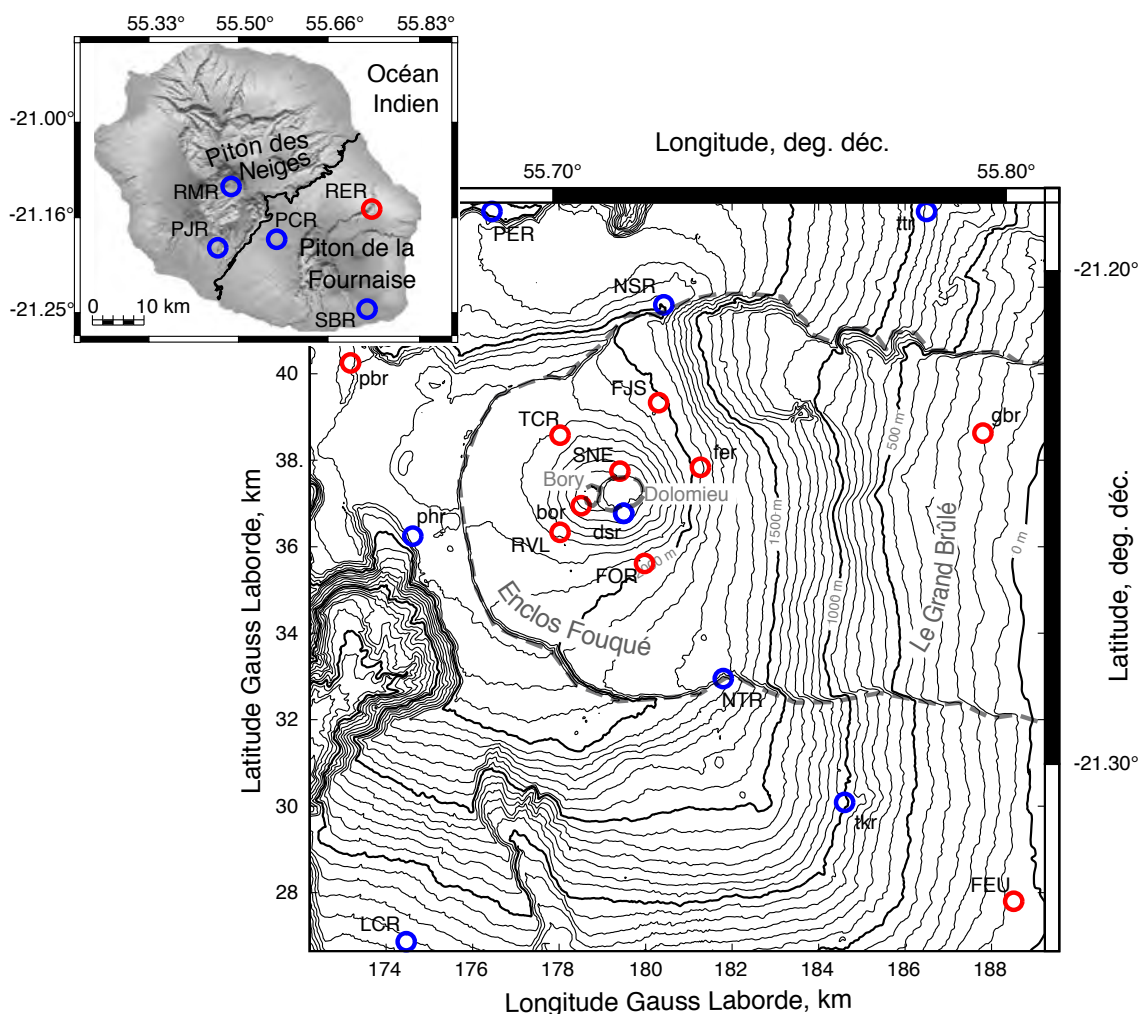 55.33° 55.50° 55.66° 55.83°
Océan
Indien
-21.00°
Piton des
Neiges
RMR
RER
-21.16°
PJR
PCR
Piton de la
Fournaise
0 10 km
-21.25°
SBR
Longitude, deg. déc.
55.70° 55.80°
PER
ttr
-21.20°
NSR
40
pbr
FJS
500 m
gbr
TCR
38
SNE
fer
Bory
Dolomieu
bor
dsr
phr
1500 m
0 m
36
RVL
FOR
2000 m
1000 m
Le Grand Brûlé
Enclos Fouqué
34
NTR
32
-21.30°
30
tkr
28
FEU
LCR
Latitude Gauss Laborde, km
Latitude, deg. déc.
174 176 178 180 182 184 186 188
Longitude Gauss Laborde, km